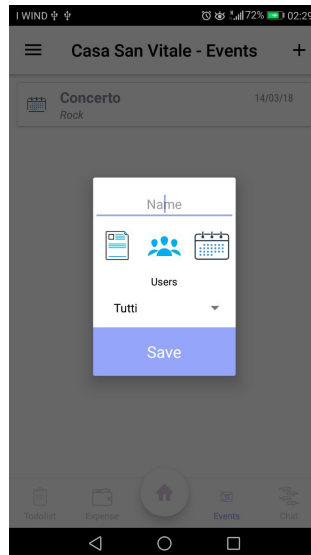 I WIND 72% 02:29
Casa San Vitale - Events +
Concerto 14/03/18
Rock
Name
Users
Tutti
Save
Todolist Expense Events Chat